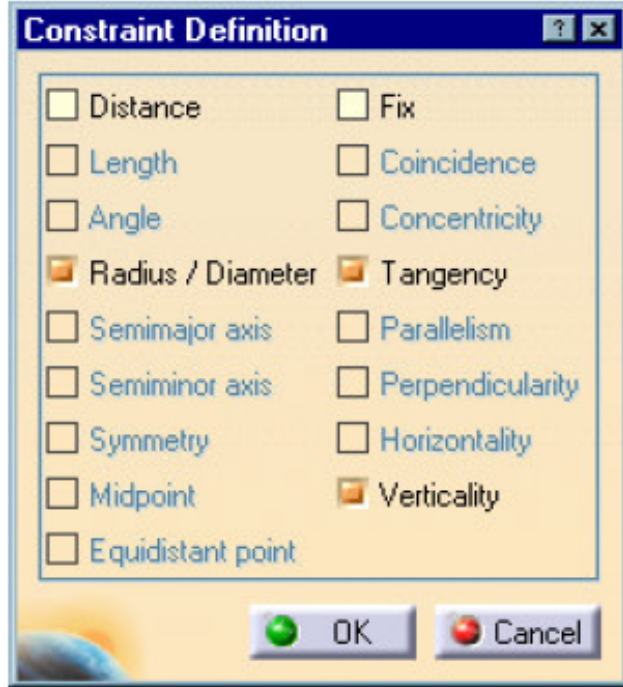 Constraint Definition ? ×
Distance Fix
Length Coincidence
Angle Concentricity
Radius / Diameter Tangency
Semimajor axis Parallelism
Semiminor axis Perpendicularity
Symmetry Horizontality
Midpoint Verticality
Equidistant point
OK Cancel